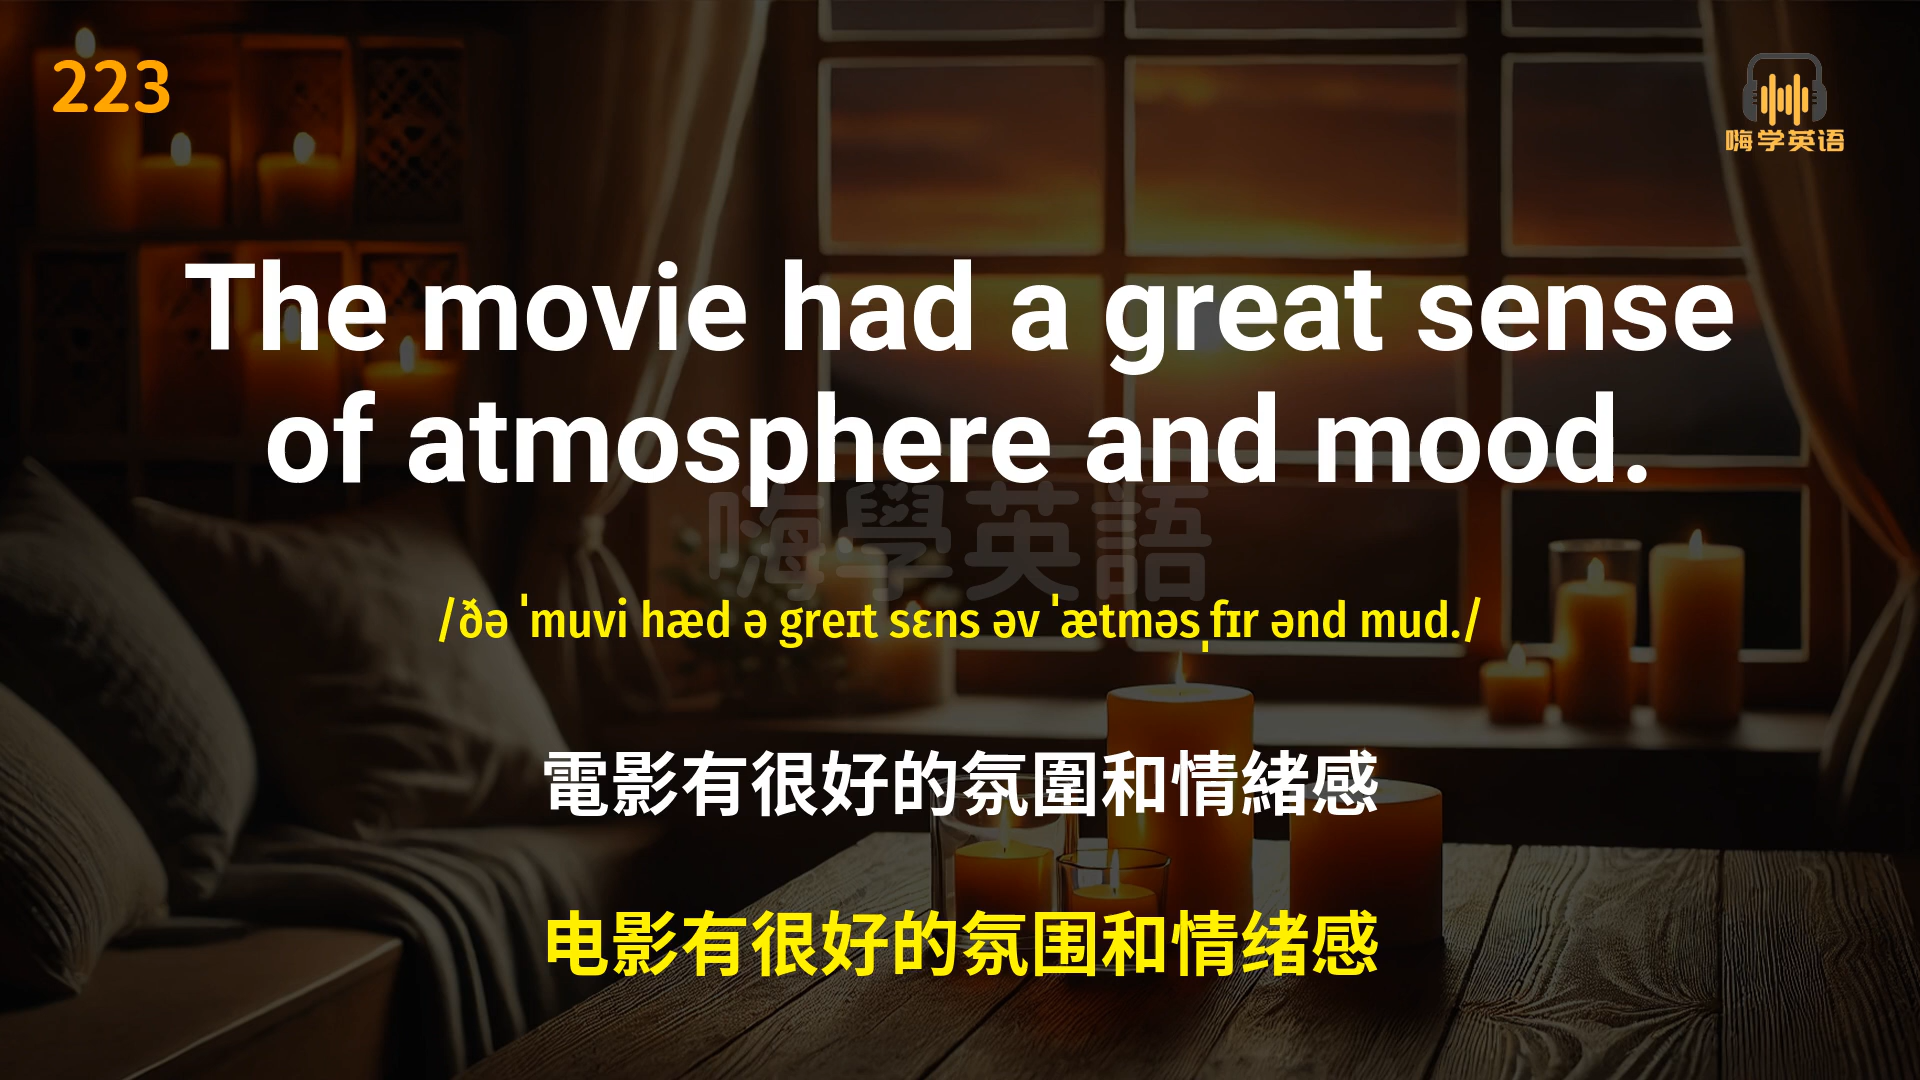 223
嗨学英语
The movie had a great sense
of atmosphere and mood.
嗨學英語
/ðə ˈmuvi hæd ə greɪt sɛns əv ˈætməsˌfɪr ənd mud./
電影有很好的氛圍和情緒感
电影有很好的氛围和情绪感